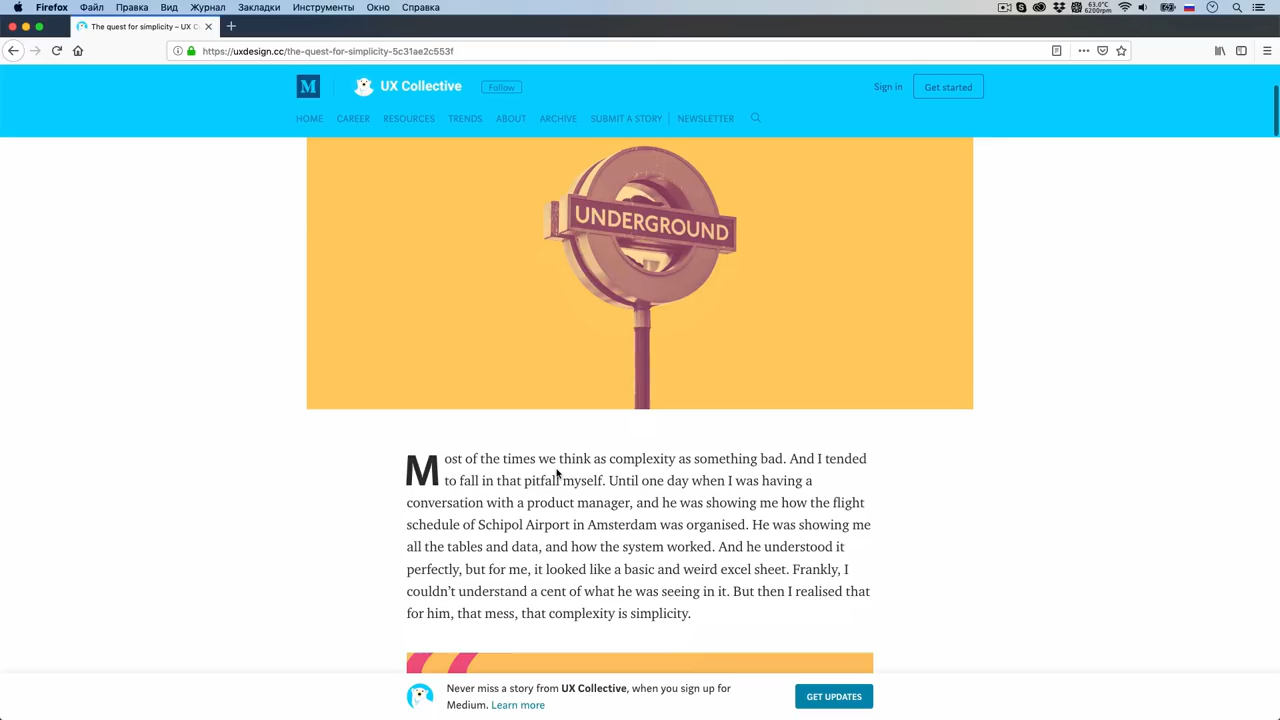 Firefox Файл Правка Вид Журнал Закладки Инструменты Окно Справка
63.0°C
6200rpm
The quest for simplicity – UX C
https://uxdesign.cc/the-quest-for-simplicity-5c31ae2c553f
M UX Collective Follow Sign in Get started
HOME CAREER RESOURCES TRENDS ABOUT ARCHIVE SUBMIT A STORY NEWSLETTER
UNDERGROUND
Most of the times we think as complexity as something bad. And I tended
to fall in that pitfall myself. Until one day when I was having a
conversation with a product manager, and he was showing me how the flight
schedule of Schipol Airport in Amsterdam was organised. He was showing me
all the tables and data, and how the system worked. And he understood it
perfectly, but for me, it looked like a basic and weird excel sheet. Frankly, I
couldn’t understand a cent of what he was seeing in it. But then I realised that
for him, that mess, that complexity is simplicity.
Never miss a story from UX Collective, when you sign up for
Medium. Learn more
GET UPDATES